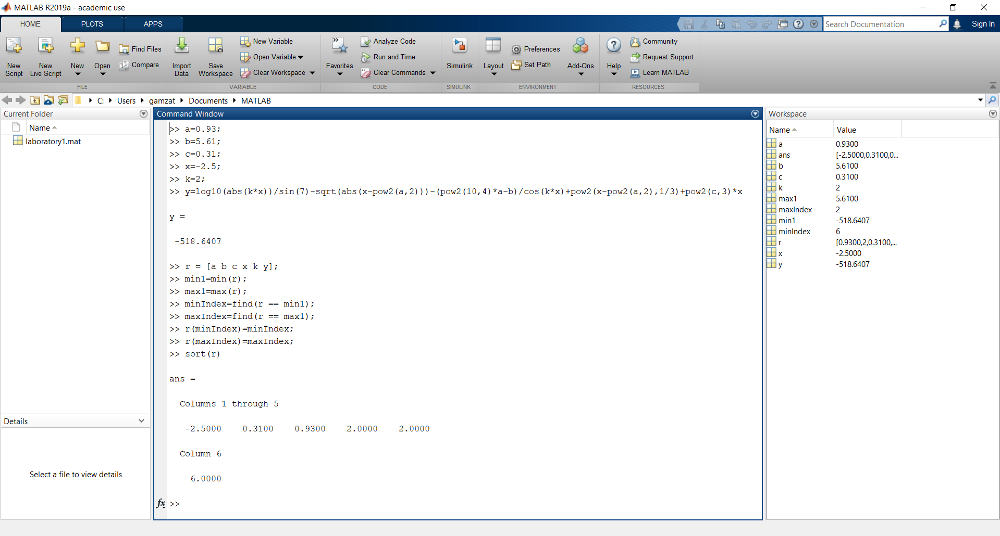 MATLAB R2019a - academic use
HOME PLOTS APPS
Search Documentation Sign In
New Script
New Live Script
New
Open
Find Files
Compare
FILE
Import Data
Save Workspace
New Variable
Open Variable
Clear Workspace
VARIABLE
Favorites
Analyze Code
Run and Time
Clear Commands
CODE
Simulink
SIMULINK
Layout
Preferences
Set Path
Add-Ons
ENVIRONMENT
Help
Community
Request Support
Learn MATLAB
RESOURCES
C: Users gamzat Documents MATLAB
Current Folder
Name
laboratory1.mat
Details
Select a file to view details
Command Window
>> a=0.93;
>> b=5.61;
>> c=0.31;
>> x=-2.5;
>> k=2;
>> y=log10(abs(k*x))/sin(7)-sqrt(abs(x-pow2(a,2)))-(pow2(10,4)*a-b)/cos(k*x)+pow2(x-pow2(a,2),1/3)+pow2(c,3)*x
y =
-518.6407
>> r = [a b c x k y];
>> min1=min(r);
>> max1=max(r);
>> minIndex=find(r == min1);
>> maxIndex=find(r == max1);
>> r(minIndex)=minIndex;
>> r(maxIndex)=maxIndex;
>> sort(r)
ans =
Columns 1 through 5
-2.5000 0.3100 0.9300 2.0000 2.0000
Column 6
6.0000
fx >>
Workspace
Name Value
a 0.9300
ans [-2.5000,0.3100,0...
b 5.6100
c 0.3100
k 2
max1 5.6100
maxIndex 2
min1 -518.6407
minIndex 6
r [0.9300,2,0.3100,...
x -2.5000
y -518.6407